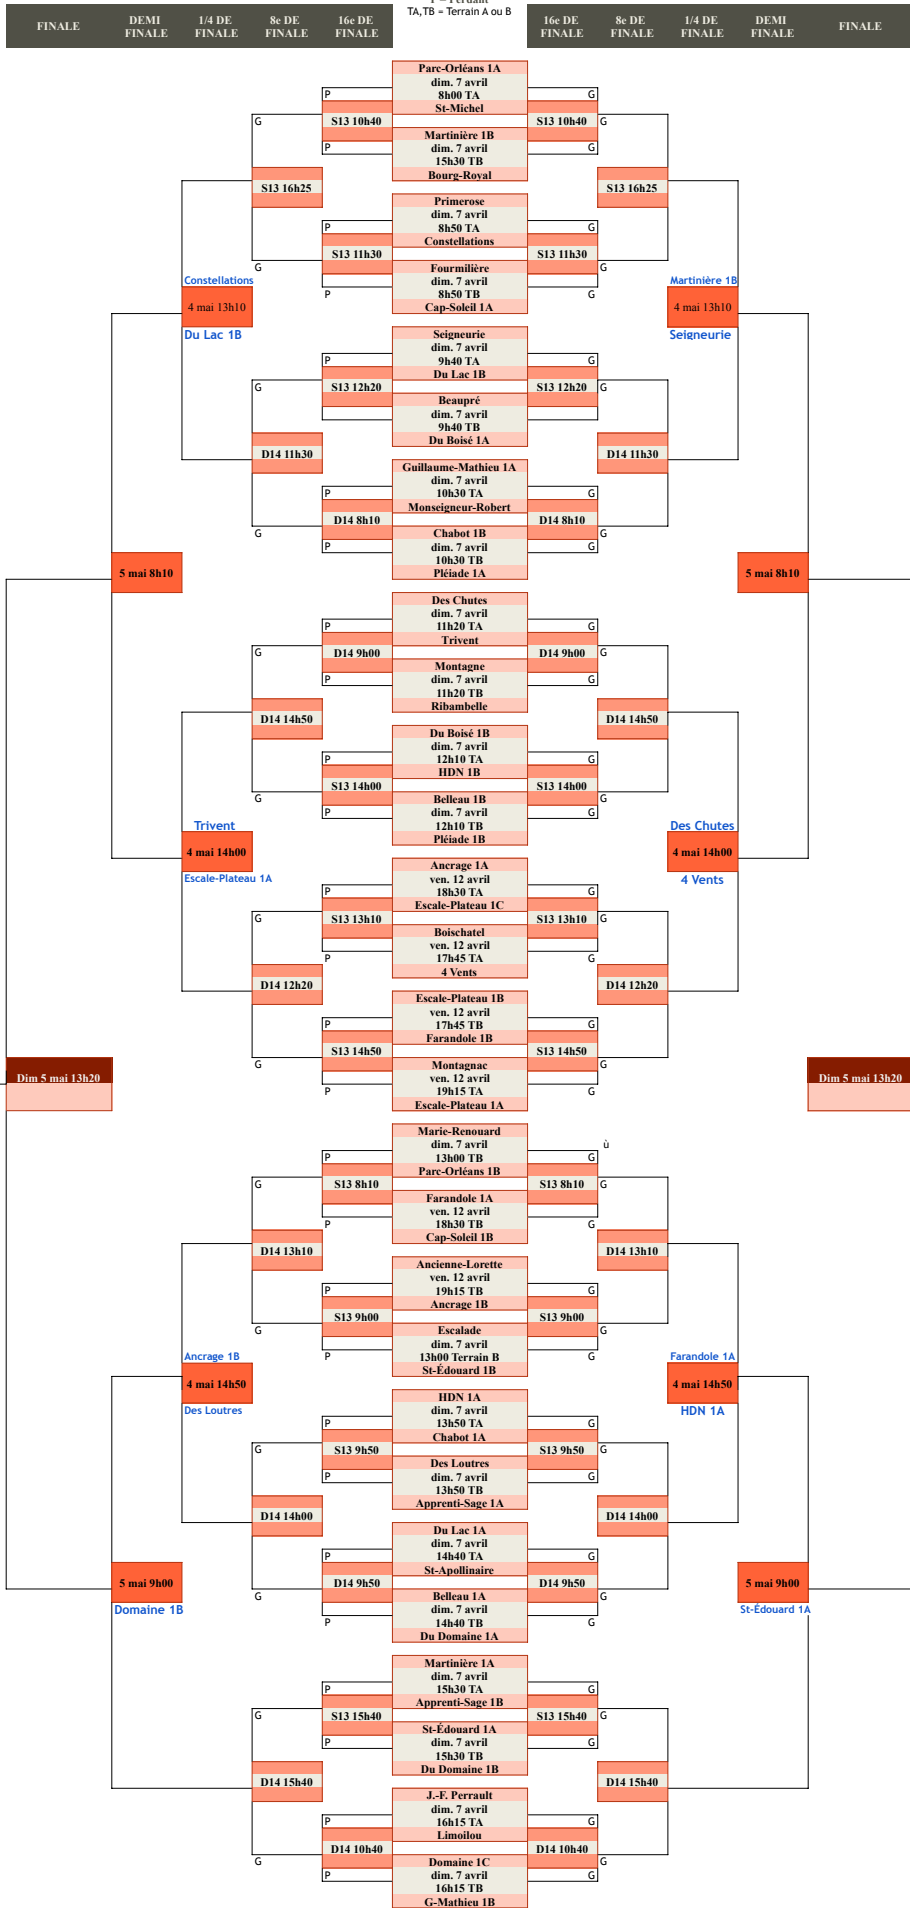 P = Perdant
TA,TB = Terrain A ou B
FINALE DEMI FINALE 1/4 DE FINALE 8e DE FINALE 16e DE FINALE 16e DE FINALE 8e DE FINALE 1/4 DE FINALE DEMI FINALE FINALE
Parc-Orléans 1A
dim. 7 avril
P 8h00 TA G
St-Michel
G S13 10h40 S13 10h40 G
Martinière 1B
dim. 7 avril
P 15h30 TB G
Bourg-Royal
S13 16h25 S13 16h25
Primerose
dim. 7 avril
P 8h50 TA G
Constellations
S13 11h30 S13 11h30
G Fourmilière G
Constellations dim. 7 avril Martinière 1B
P 8h50 TB G
4 mai 13h10 Cap-Soleil 1A 4 mai 13h10
Du Lac 1B Seigneurie Seigneurie
dim. 7 avril
P 9h40 TA G
Du Lac 1B
G S13 12h20 S13 12h20 G
Beaupré
dim. 7 avril
9h40 TB
Du Boisé 1A
D14 11h30 D14 11h30
Guillaume-Mathieu 1A
dim. 7 avril
P 10h30 TA G
Monseigneur-Robert
D14 8h10 D14 8h10
G Chabot 1B G
P dim. 7 avril G
10h30 TB
5 mai 8h10 Pléiade 1A 5 mai 8h10
Des Chutes
dim. 7 avril
P 11h20 TA G
Trivent
G D14 9h00 D14 9h00 G
Montagne
P dim. 7 avril G
11h20 TB
Ribambelle
D14 14h50 D14 14h50
Du Boisé 1B
dim. 7 avril
P 12h10 TA G
HDN 1B
S13 14h00 S13 14h00
G Belleau 1B G
P dim. 7 avril G
Trivent 12h10 TB Des Chutes
Pléiade 1B
4 mai 14h00 4 mai 14h00
Ancrage 1A
Escale-Plateau 1A ven. 12 avril 4 Vents
P 18h30 TA G
Escale-Plateau 1C
G S13 13h10 S13 13h10 G
Boischatel
ven. 12 avril
P 17h45 TA G
4 Vents
D14 12h20 D14 12h20
Escale-Plateau 1B
ven. 12 avril
P 17h45 TB G
Farandole 1B
S13 14h50 S13 14h50
G Montagnac G
Dim 5 mai 13h20 ven. 12 avril Dim 5 mai 13h20
P 19h15 TA G
Escale-Plateau 1A
Marie-Renouard
dim. 7 avril ù
P 13h00 TB G
Parc-Orléans 1B
G S13 8h10 S13 8h10 G
Farandole 1A
ven. 12 avril
P 18h30 TB G
Cap-Soleil 1B
D14 13h10 D14 13h10
Ancienne-Lorette
ven. 12 avril
P 19h15 TB G
Ancrage 1B
S13 9h00 S13 9h00
G Escalade G
dim. 7 avril
Ancrage 1B P 13h00 Terrain B G Farandole 1A
St-Édouard 1B
4 mai 14h50 4 mai 14h50
HDN 1A
Des Loutres dim. 7 avril HDN 1A
P 13h50 TA G
Chabot 1A
G S13 9h50 S13 9h50 G
Des Loutres
P dim. 7 avril G
13h50 TB
Apprenti-Sage 1A
D14 14h00 D14 14h00
Du Lac 1A
dim. 7 avril
P 14h40 TA G
St-Apollinaire
5 mai 9h00 D14 9h50 D14 9h50 5 mai 9h00
G Belleau 1A G
Domaine 1B dim. 7 avril St-Édouard 1A
P 14h40 TB G
Du Domaine 1A
Martinière 1A
dim. 7 avril
P 15h30 TA G
Apprenti-Sage 1B
G S13 15h40 S13 15h40 G
St-Édouard 1A
P dim. 7 avril G
15h30 TB
Du Domaine 1B
D14 15h40 D14 15h40
J.-F. Perrault
dim. 7 avril
P 16h15 TA G
Limoilou
D14 10h40 D14 10h40
G Domaine 1C G
P dim. 7 avril G
16h15 TB
G-Mathieu 1B